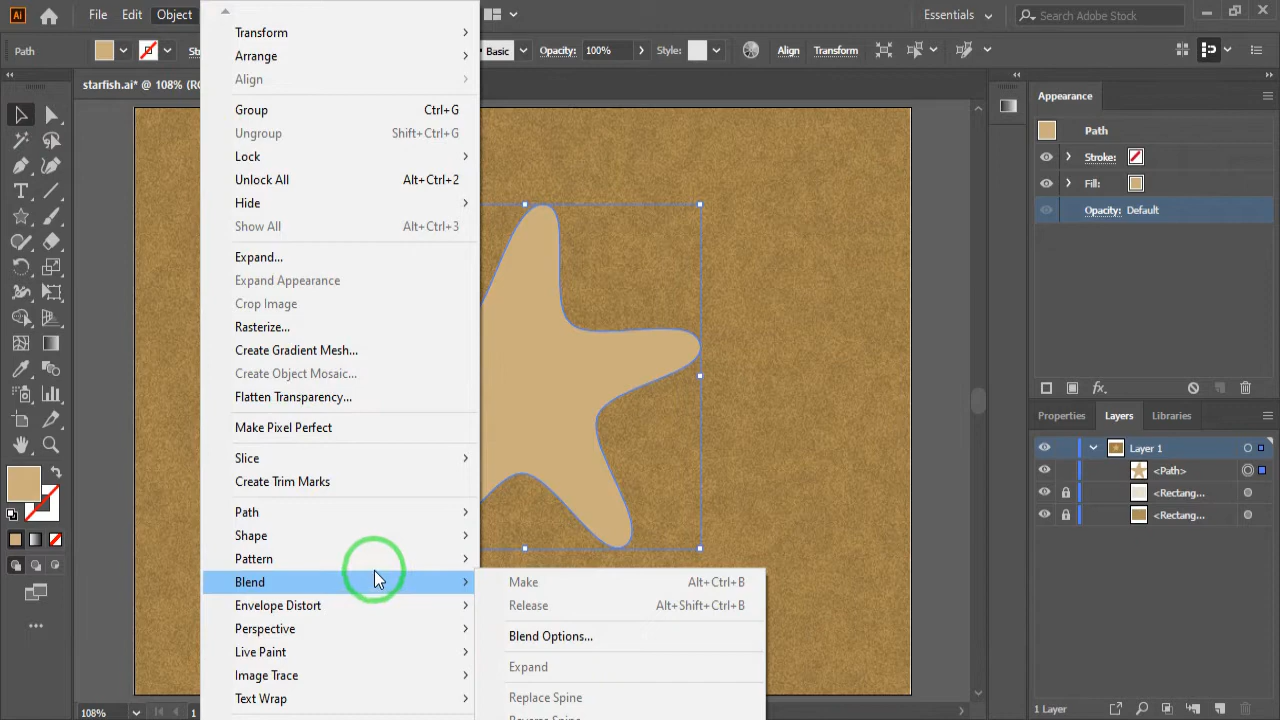 Ai
File
Edit
Object
Essentials
Search Adobe Stock
Path
Basic
Opacity:
100%
Style:
Align
Transform
starfish.ai* @ 108% (R
Transform
Arrange
Align
Group Ctrl+G
Ungroup Shift+Ctrl+G
Lock
Unlock All Alt+Ctrl+2
Hide
Show All Alt+Ctrl+3
Expand...
Expand Appearance
Crop Image
Rasterize...
Create Gradient Mesh...
Create Object Mosaic...
Flatten Transparency...
Make Pixel Perfect
Slice
Create Trim Marks
Path
Shape
Pattern
Blend
Envelope Distort
Perspective
Live Paint
Image Trace
Text Wrap
Make Alt+Ctrl+B
Release Alt+Shift+Ctrl+B
Blend Options...
Expand
Replace Spine
Appearance
Path
Stroke:
Fill:
Opacity: Default
fx
Properties
Layers
Libraries
Layer 1
<Path>
<Rectang...
<Rectang...
1 Layer
108%
1